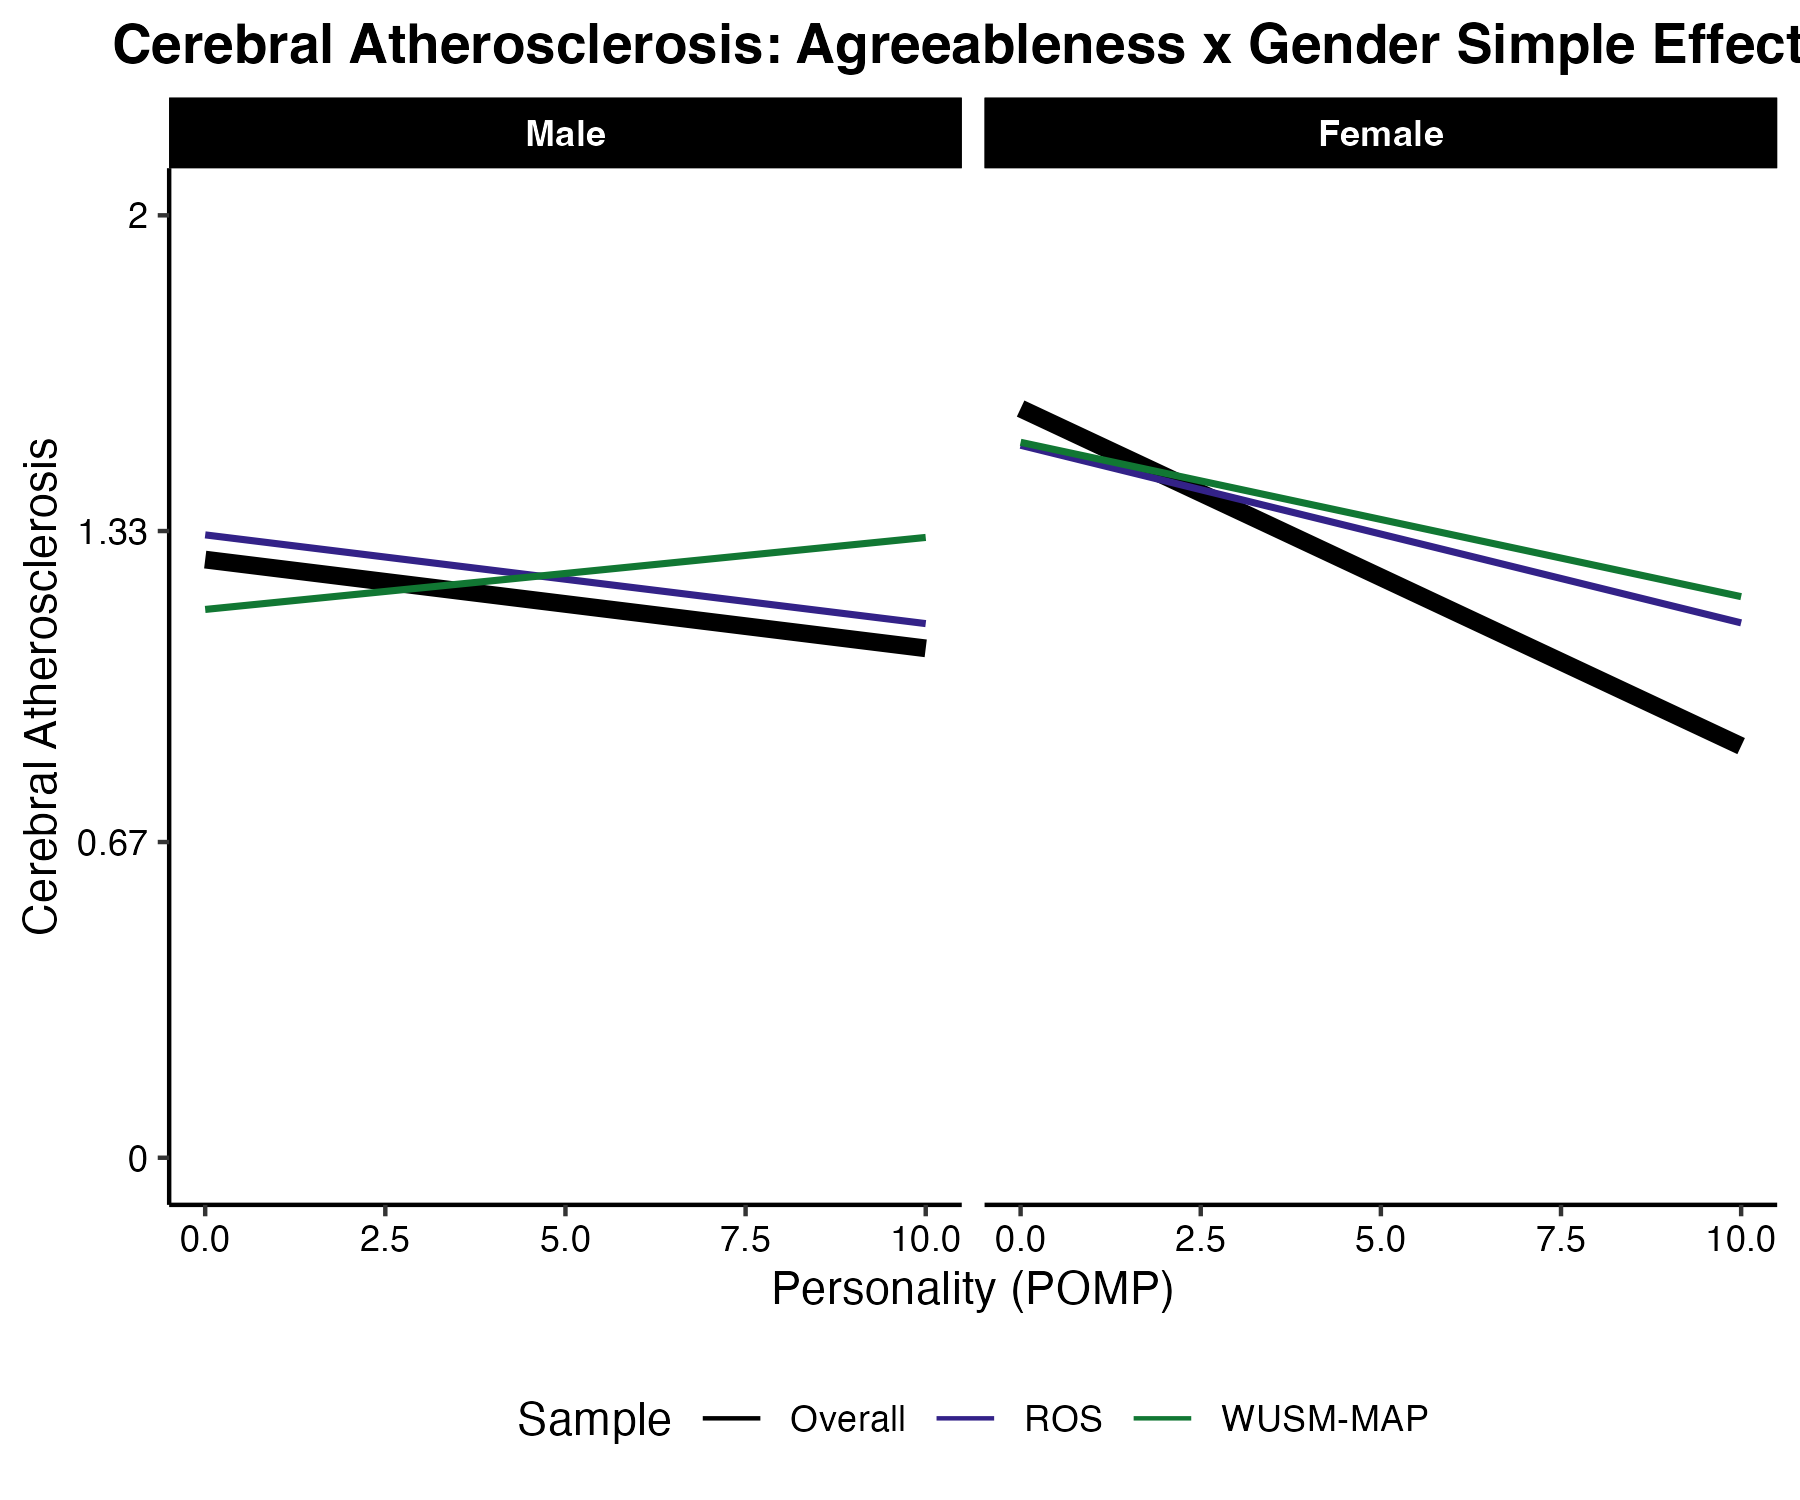 Cerebral Atherosclerosis: Agreeableness x Gender Simple Effect
Male
Female
Cerebral Atherosclerosis
2
1.33
0.67
0
0.0 2.5 5.0 7.5 10.0
0.0 2.5 5.0 7.5 10.0
Personality (POMP)
Sample Overall ROS WUSM-MAP